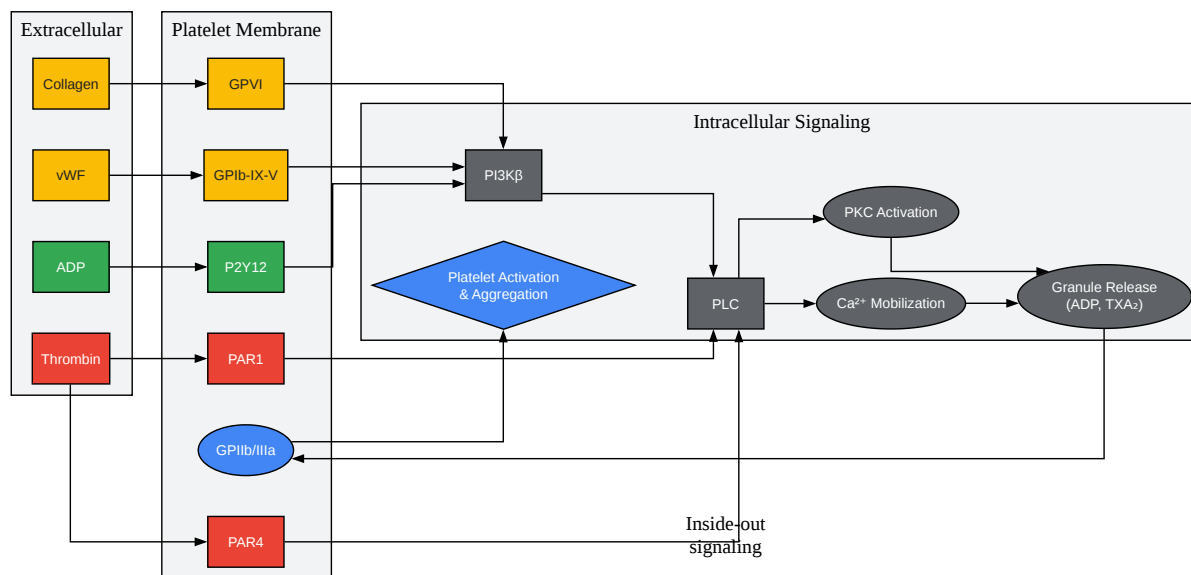 Extracellular
Platelet Membrane
Collagen
GPVI
Intracellular Signaling
vWF
GPIb-IX-V
PI3Kβ
PKC Activation
ADP
P2Y12
Platelet Activation
& Aggregation
PLC
Ca²⁺ Mobilization
Granule Release
(ADP, TXA₂)
Thrombin
PAR1
GPIIb/IIIa
PAR4
Inside-out
signaling